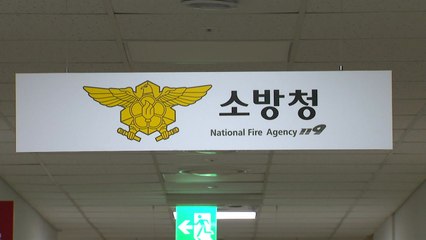 소방청
National Fire Agency 119